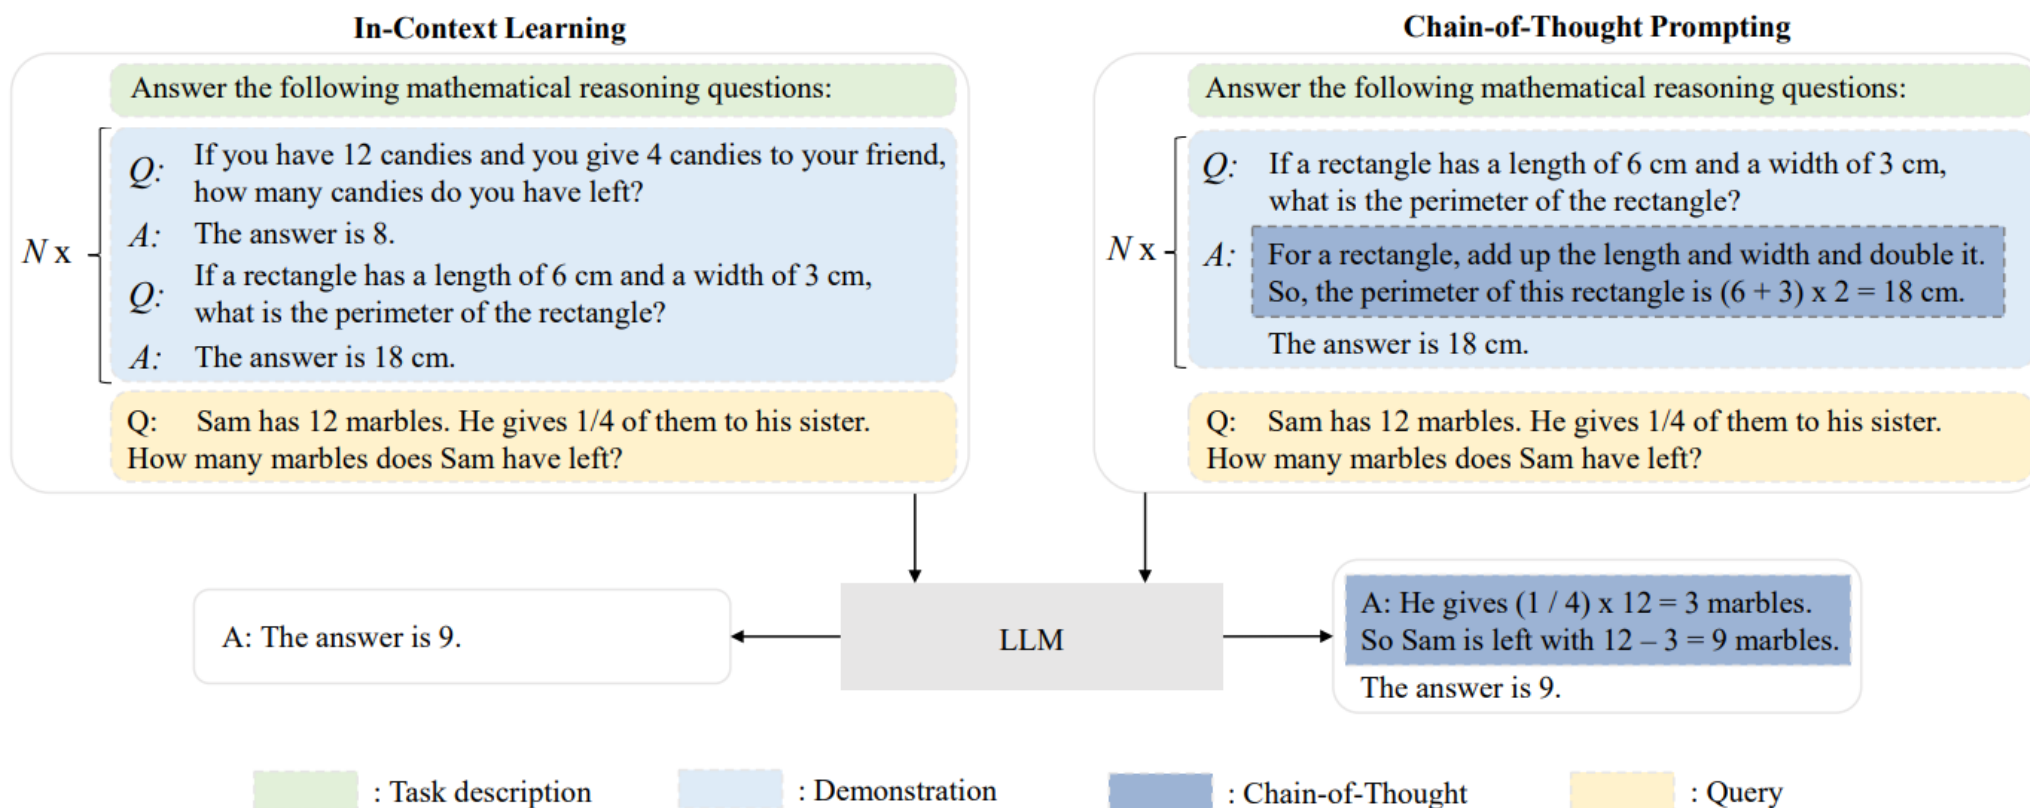 In-Context Learning
Answer the following mathematical reasoning questions:
N x
Q: If you have 12 candies and you give 4 candies to your friend,
how many candies do you have left?
A: The answer is 8.
Q: If a rectangle has a length of 6 cm and a width of 3 cm,
what is the perimeter of the rectangle?
A: The answer is 18 cm.
Q: Sam has 12 marbles. He gives 1/4 of them to his sister.
How many marbles does Sam have left?
Chain-of-Thought Prompting
Answer the following mathematical reasoning questions:
N x
Q: If a rectangle has a length of 6 cm and a width of 3 cm,
what is the perimeter of the rectangle?
A: For a rectangle, add up the length and width and double it.
So, the perimeter of this rectangle is (6 + 3) x 2 = 18 cm.
The answer is 18 cm.
Q: Sam has 12 marbles. He gives 1/4 of them to his sister.
How many marbles does Sam have left?
A: The answer is 9.
LLM
A: He gives (1 / 4) x 12 = 3 marbles.
So Sam is left with 12 – 3 = 9 marbles.
The answer is 9.
: Task description
: Demonstration
: Chain-of-Thought
: Query